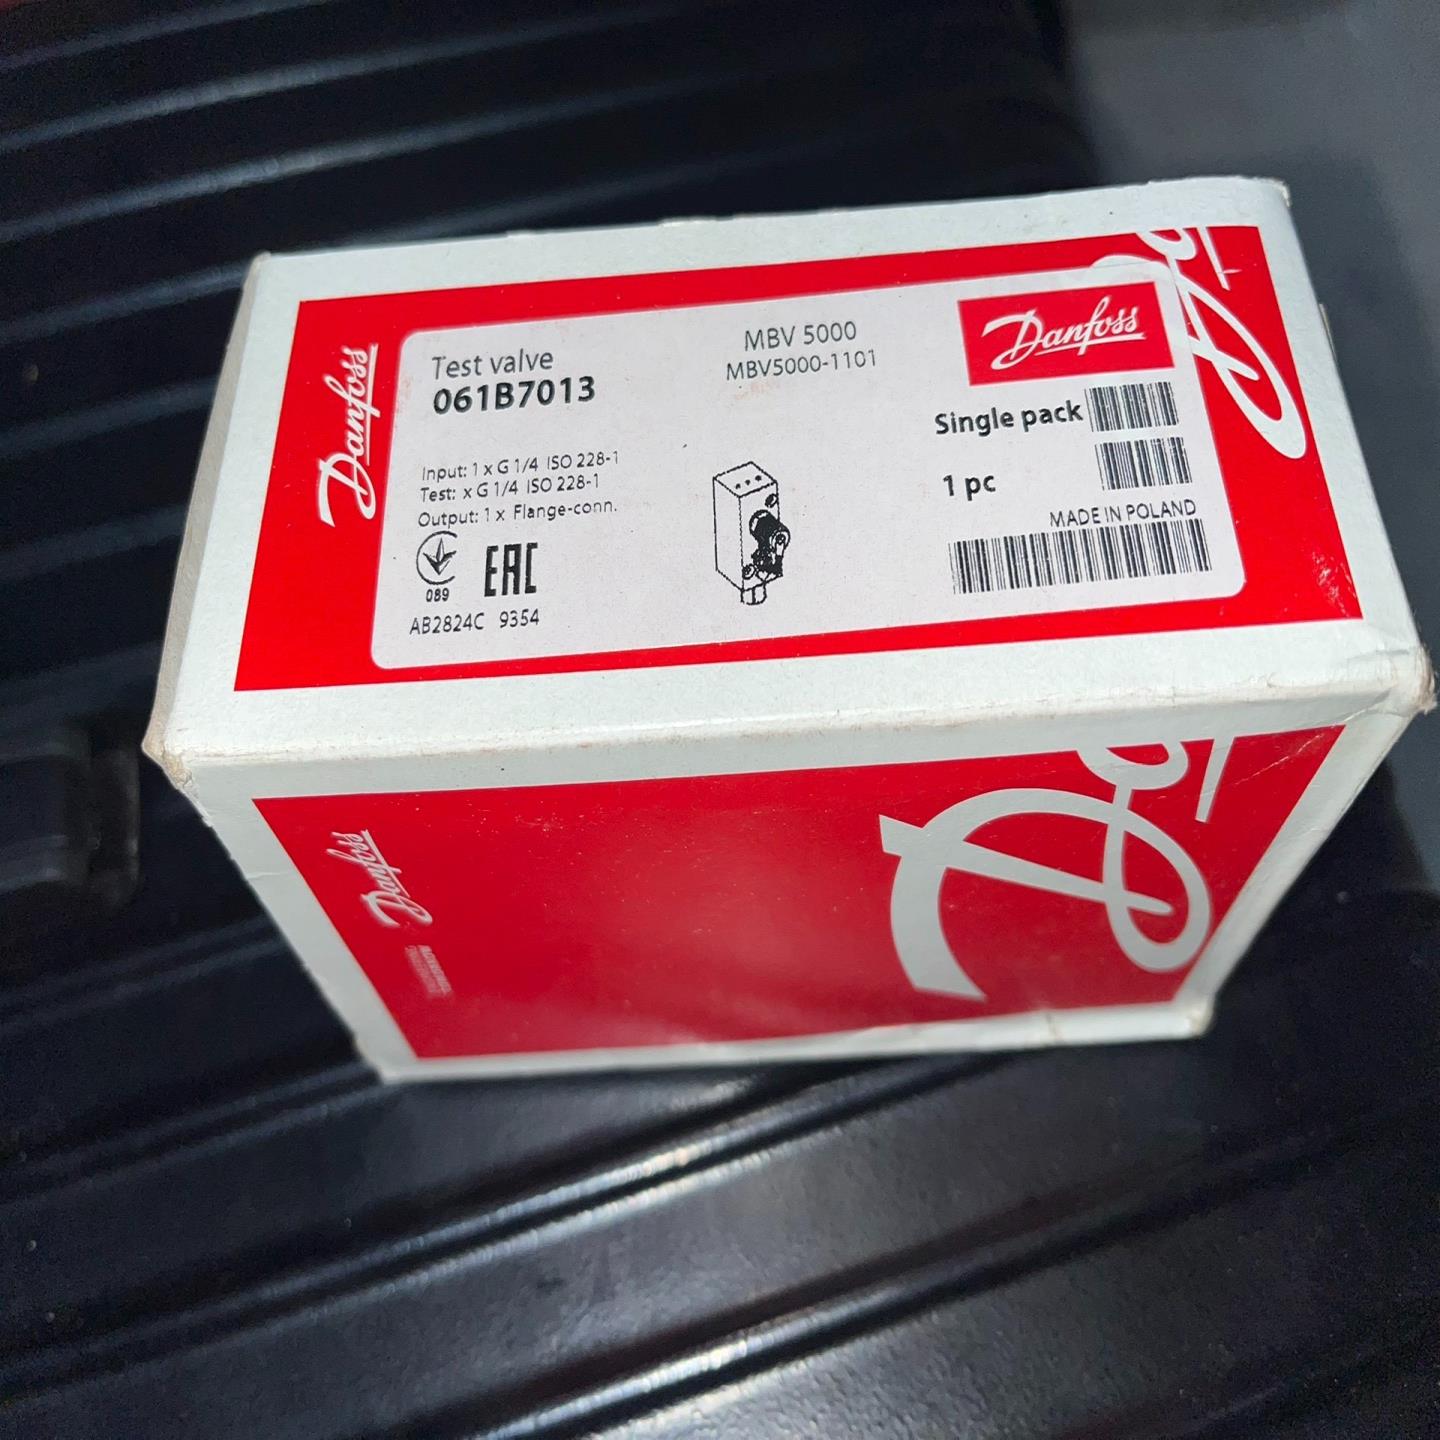 Danfoss
Test valve
061B7013
MBV 5000
MBV5000-1101
Danfoss
Input: 1 x G 1/4 ISO 228-1
Test: x G 1/4 ISO 228-1
Output: 1 x Flange-conn.
089
EAC
AB2824C 9354
Single pack
1 pc
MADE IN POLAND
Danfoss